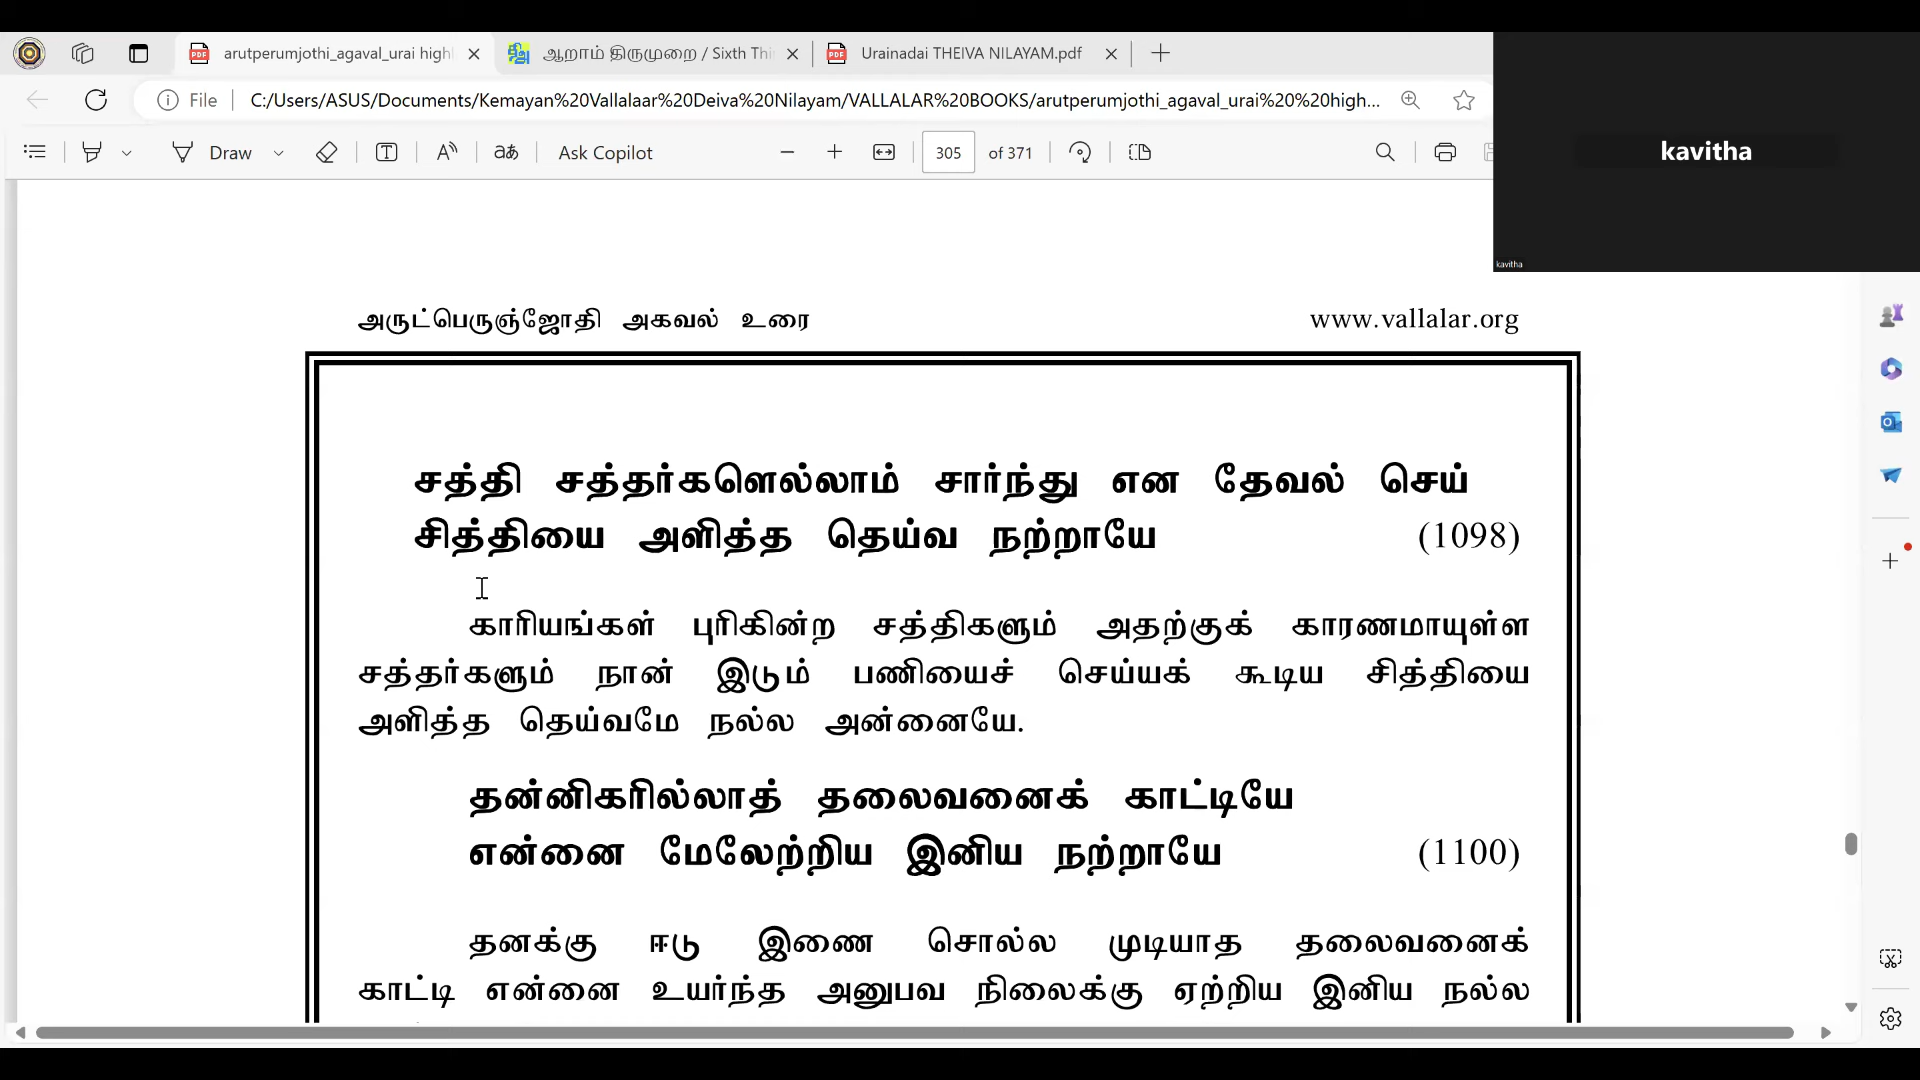 arutperumjothi_agaval_urai highl
ஆறாம் திருமுறை / Sixth Thi
Urainadai THEIVA NILAYAM.pdf
File
C:/Users/ASUS/Documents/Kemayan%20Vallalaar%20Deiva%20Nilayam/VALLALAR%20BOOKS/arutperumjothi_agaval_urai%20%20high...
Draw
aあ
Ask Copilot
305 of 371
kavitha
kavitha
அருட்பெருஞ்ஜோதி அகவல் உரை
www.vallalar.org
சத்தி சத்தர்களெல்லாம் சார்ந்து என தேவல் செய்
சித்தியை அளித்த தெய்வ நற்றாயே (1098)
காரியங்கள் புரிகின்ற சத்திகளும் அதற்குக் காரணமாயுள்ள
சத்தர்களும் நான் இடும் பணியைச் செய்யக் கூடிய சித்தியை
அளித்த தெய்வமே நல்ல அன்னையே.
தன்னிகரில்லாத் தலைவனைக் காட்டியே
என்னை மேலேற்றிய இனிய நற்றாயே (1100)
தனக்கு ஈடு இணை சொல்ல முடியாத தலைவனைக்
காட்டி என்னை உயர்ந்த அனுபவ நிலைக்கு ஏற்றிய இனிய நல்ல